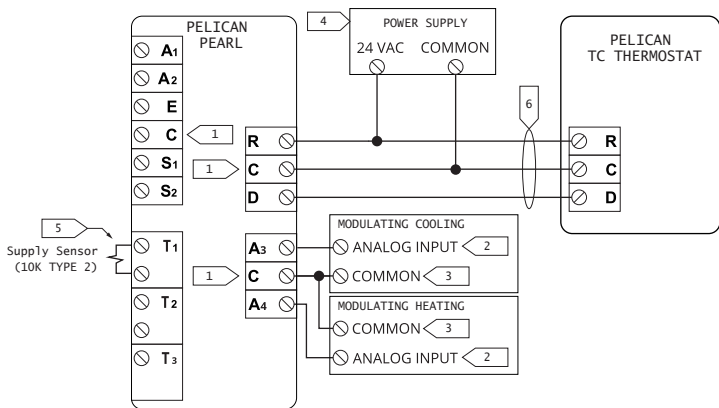 PELICAN
PEARL
A1
A2
E
C
1
S1
S2
R
1
C
D
5
Supply Sensor
(10K TYPE 2)
T1
T2
T3
A3
1
C
A4
4
POWER SUPPLY
24 VAC COMMON
6
PELICAN
TC THERMOSTAT
R
C
D
MODULATING COOLING
ANALOG INPUT 2
COMMON 3
MODULATING HEATING
COMMON 3
ANALOG INPUT 2